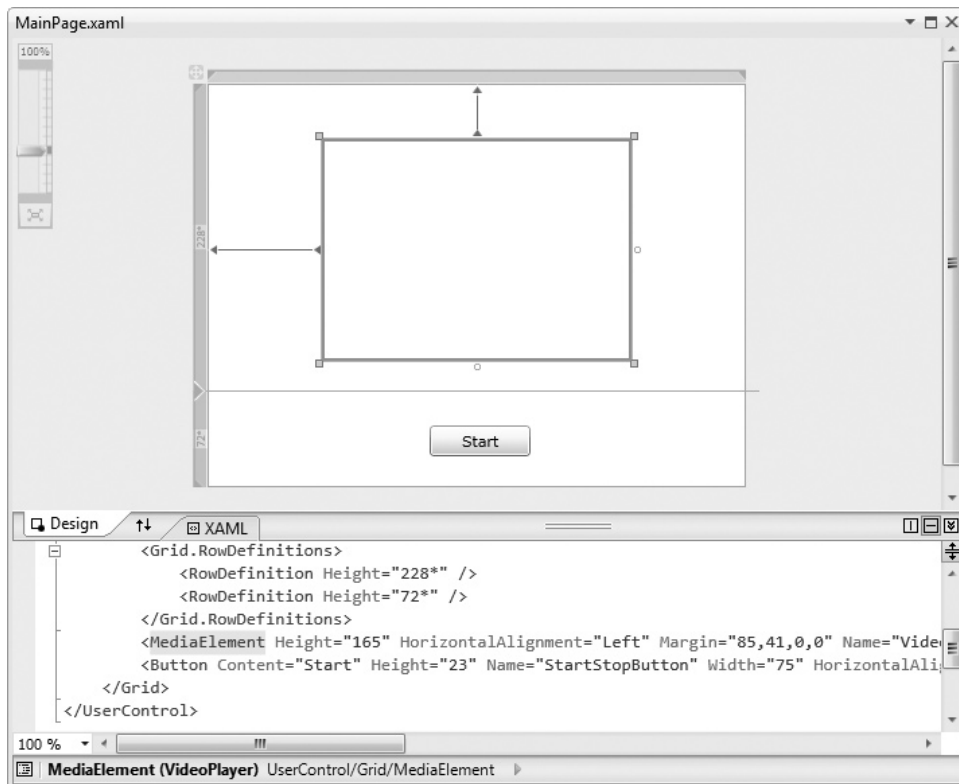 MainPage.xaml
100%
228*
72*
Start
Design
XAML
<Grid.RowDefinitions>
<RowDefinition Height="228*" />
<RowDefinition Height="72*" />
</Grid.RowDefinitions>
<MediaElement Height="165" HorizontalAlignment="Left" Margin="85,41,0,0" Name="Vide
<Button Content="Start" Height="23" Name="StartStopButton" Width="75" HorizontalAli
</Grid>
</UserControl>
100 %
MediaElement (VideoPlayer) UserControl/Grid/MediaElement